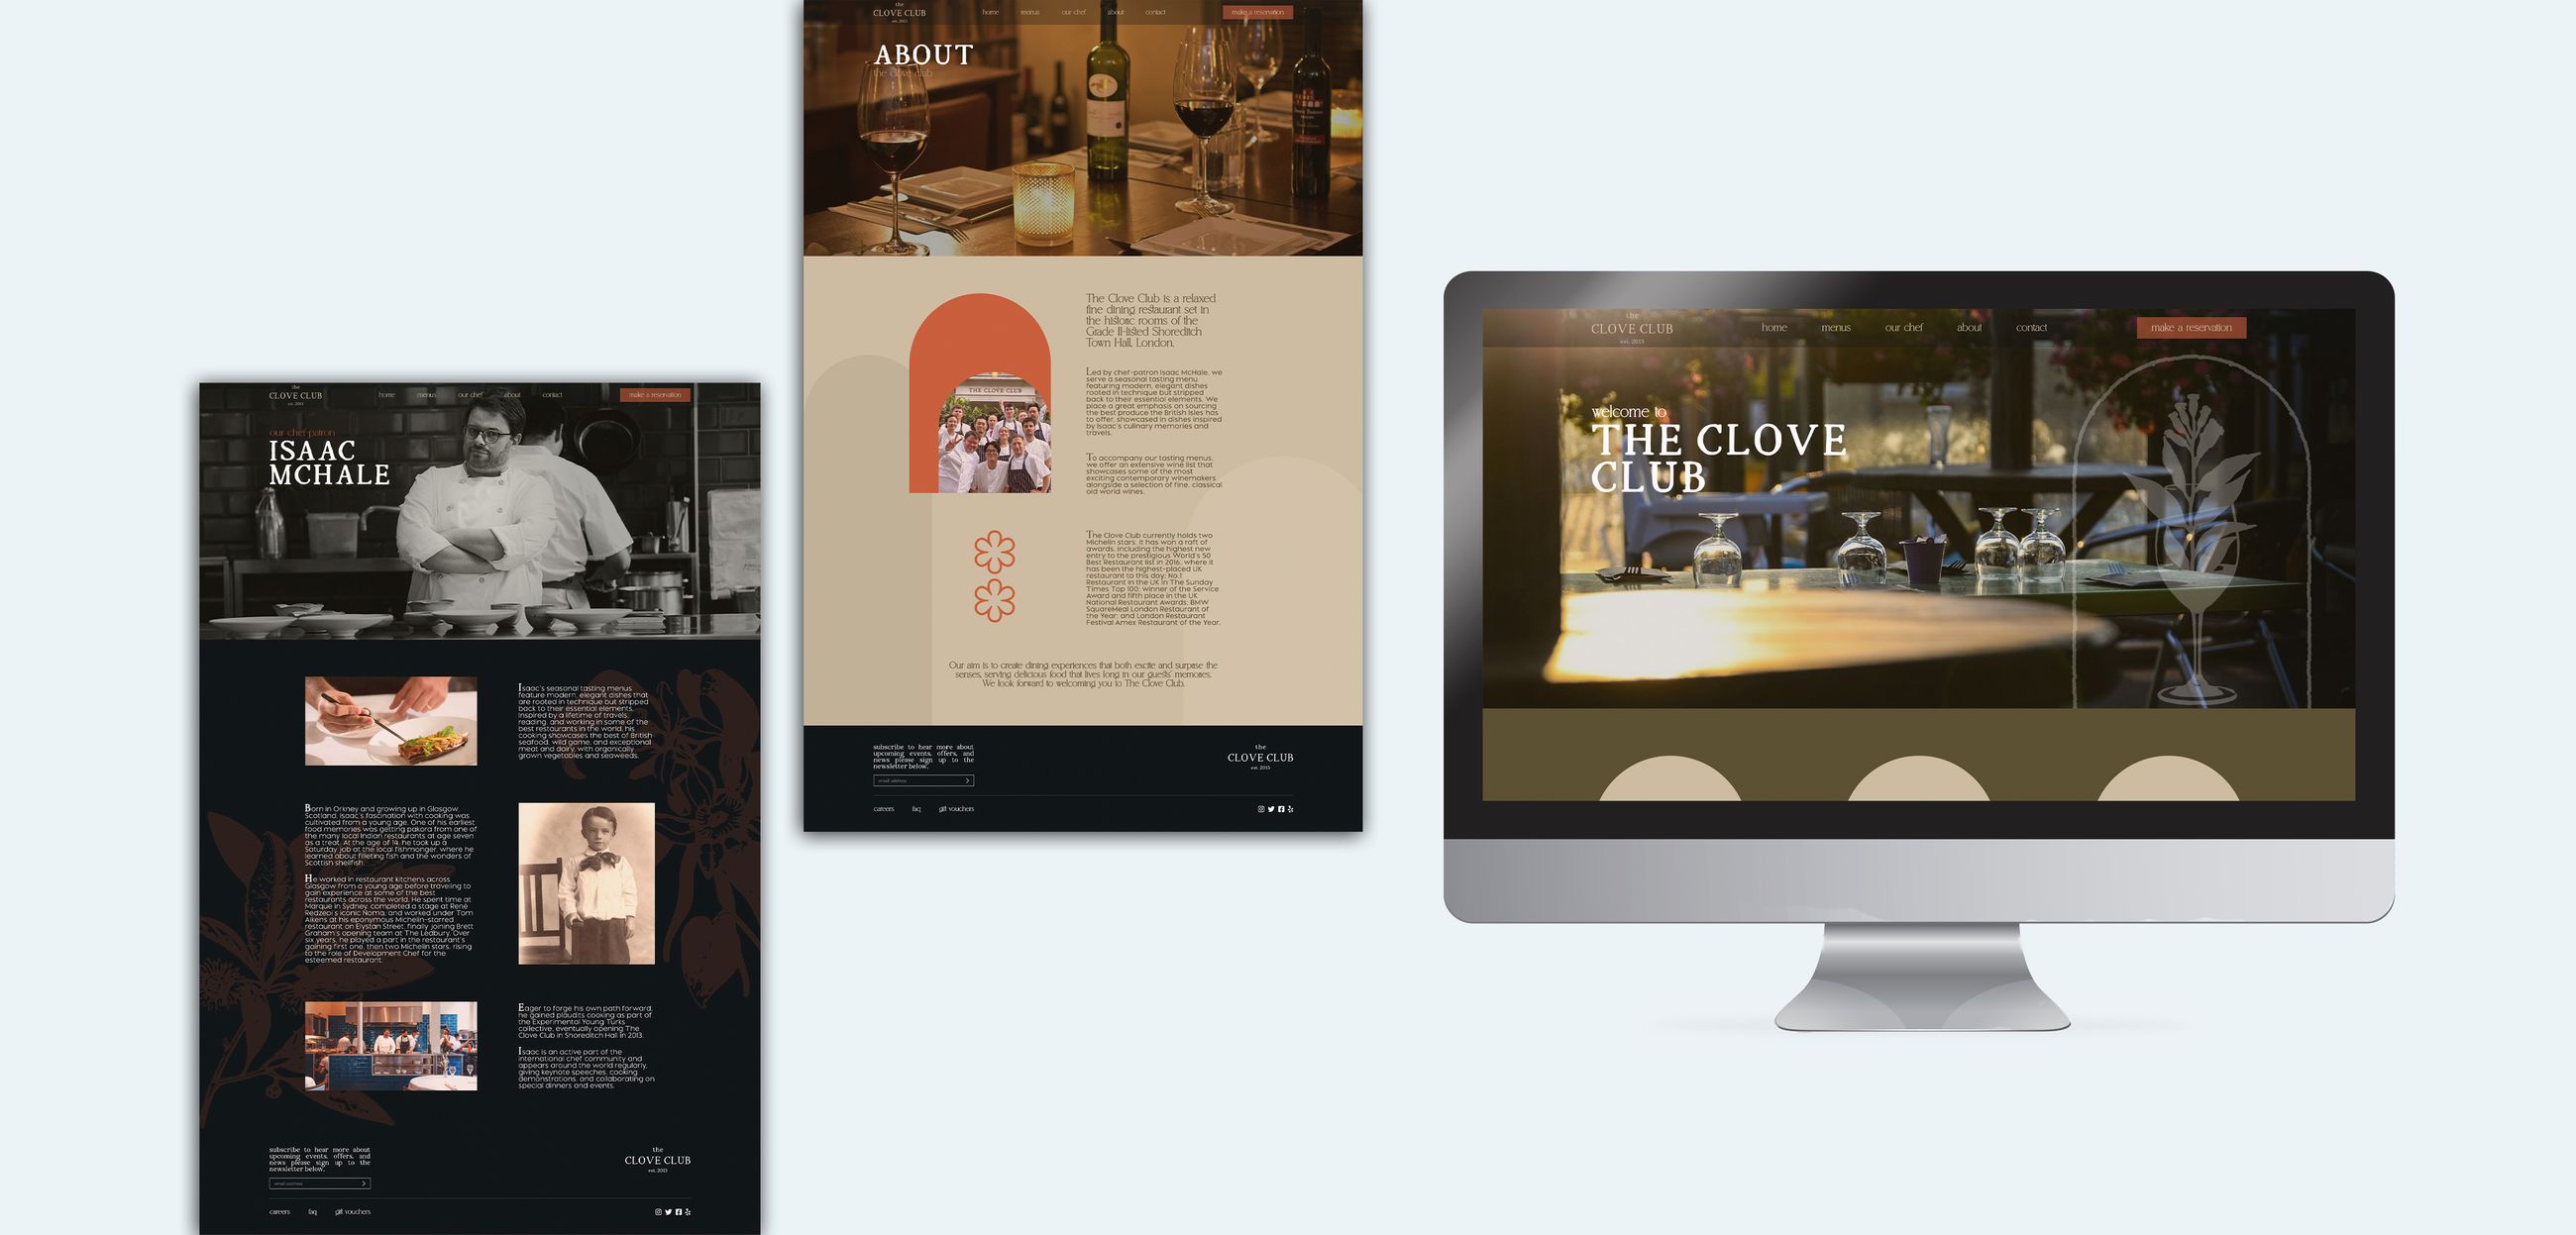 the
CLOVE CLUB
est. 2013
home menus our chef about contact
make a reservation
our chef-patron
ISAAC
MCHALE
Isaac's seasonal tasting menus
feature modern, elegant dishes that
are rooted in technique but stripped
back to their essential elements.
Inspired by a lifetime of travels,
reading, and working in some of the
best restaurants in the world, his
cooking showcases the best of British
seafood, wild game, and exceptional
meat and dairy, with organically
grown vegetables and seaweeds.
Born in Orkney and growing up in Glasgow,
Scotland, Isaac's fascination with cooking was
cultivated from a young age. One of his earliest
food memories was getting pakora from one of
the many local Indian restaurants at age seven
as a treat. At the age of 14, he took up a
Saturday job at the local fishmonger, where he
learned about filleting fish and the wonders of
Scottish shellfish.
He worked in restaurant kitchens across
Glasgow from a young age before traveling to
gain experience at some of the best
restaurants across the world. He spent time at
Marque in Sydney, completed a stage at René
Redzepi's iconic Noma, and worked under Tom
Aikens at his eponymous Michelin-starred
restaurant on Elystan Street, finally joining Brett
Graham's opening team at The Ledbury. Over
six years, he played a part in the restaurant's
gaining first one, then two Michelin stars, rising
to the role of Development Chef for the
esteemed restaurant.
Eager to forge his own path forward,
he gained plaudits cooking as part of
the Experimental Young Turks
collective, eventually opening The
Clove Club in Shoreditch Hall in 2013.
Isaac is an active part of the
international chef community and
appears around the world regularly,
giving keynote speeches, cooking
demonstrations, and collaborating on
special dinners and events.
subscribe to hear more about
upcoming events, offers, and
news please sign up to the
newsletter below.
email address
the
CLOVE CLUB
est. 2013
careers faq gift vouchers
the
CLOVE CLUB
est. 2013
home menus our chef about contact
make a reservation
ABOUT
the clove club
The Clove Club is a relaxed
fine dining restaurant set in
the historic rooms of the
Grade II-listed Shoreditch
Town Hall, London.
THE CLOVE CLUB
Led by chef-patron Isaac McHale, we
serve a seasonal tasting menu
featuring modern, elegant dishes
rooted in technique but stripped
back to their essential elements. We
place a great emphasis on sourcing
the best produce the British Isles has
to offer, showcased in dishes inspired
by Isaac's culinary memories and
travels.
To accompany our tasting menus,
we offer an extensive wine list that
showcases some of the most
exciting contemporary winemakers
alongside a selection of fine, classical
old world wines.
The Clove Club currently holds two
Michelin stars. It has won a raft of
awards, including the highest new
entry to the prestigious World's 50
Best Restaurant list in 2016, where it
has been the highest-placed UK
restaurant to this day; No.1
Restaurant in the UK in The Sunday
Times Top 100; winner of the Service
Award and fifth place in the UK
National Restaurant Awards; BMW
SquareMeal London Restaurant of
the Year; and London Restaurant
Festival Amex Restaurant of the Year.
Our aim is to create dining experiences that both excite and surprise the
senses, serving delicious food that lives long in our guests' memories.
We look forward to welcoming you to The Clove Club.
subscribe to hear more about
upcoming events, offers, and
news please sign up to the
newsletter below.
email address
the
CLOVE CLUB
est. 2013
careers faq gift vouchers
the
CLOVE CLUB
est. 2013
home menus our chef about contact
make a reservation
welcome to
THE CLOVE
CLUB